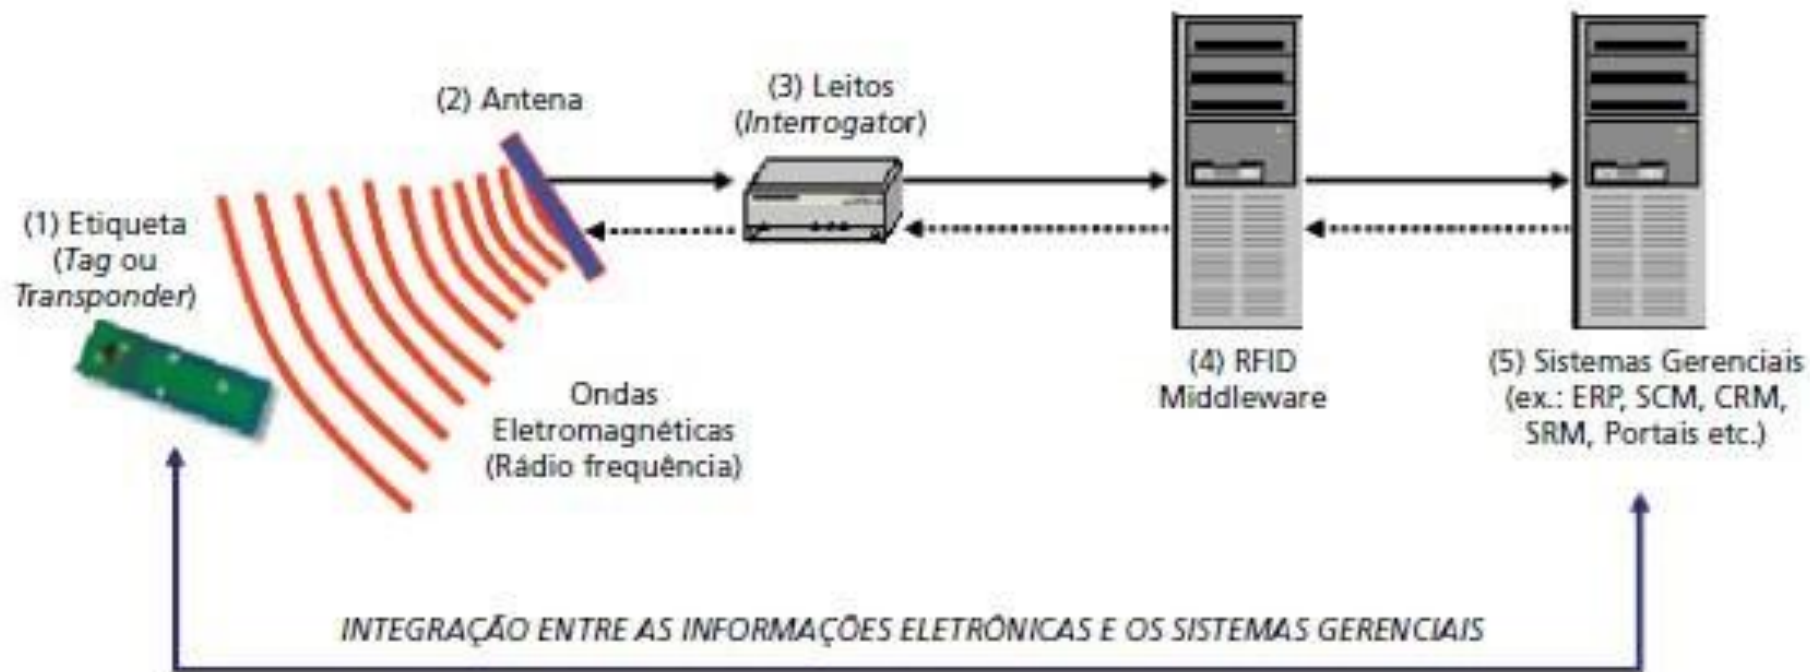 (1) Etiqueta
(Tag ou
Transponder)
(2) Antena
(3) Leitos
(Interrogator)
Ondas
Eletromagnéticas
(Rádio frequência)
(4) RFID
Middleware
(5) Sistemas Gerenciais
(ex.: ERP, SCM, CRM,
SRM, Portais etc.)
INTEGRAÇÃO ENTRE AS INFORMAÇÕES ELETRÔNICAS E OS SISTEMAS GERENCIAIS